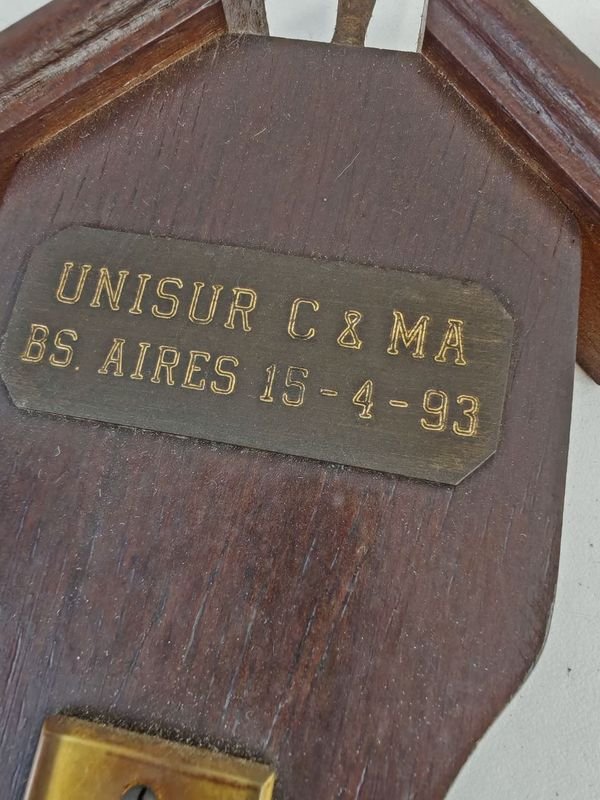 UNISUR C & MA
BS. AIRES 15-4-93